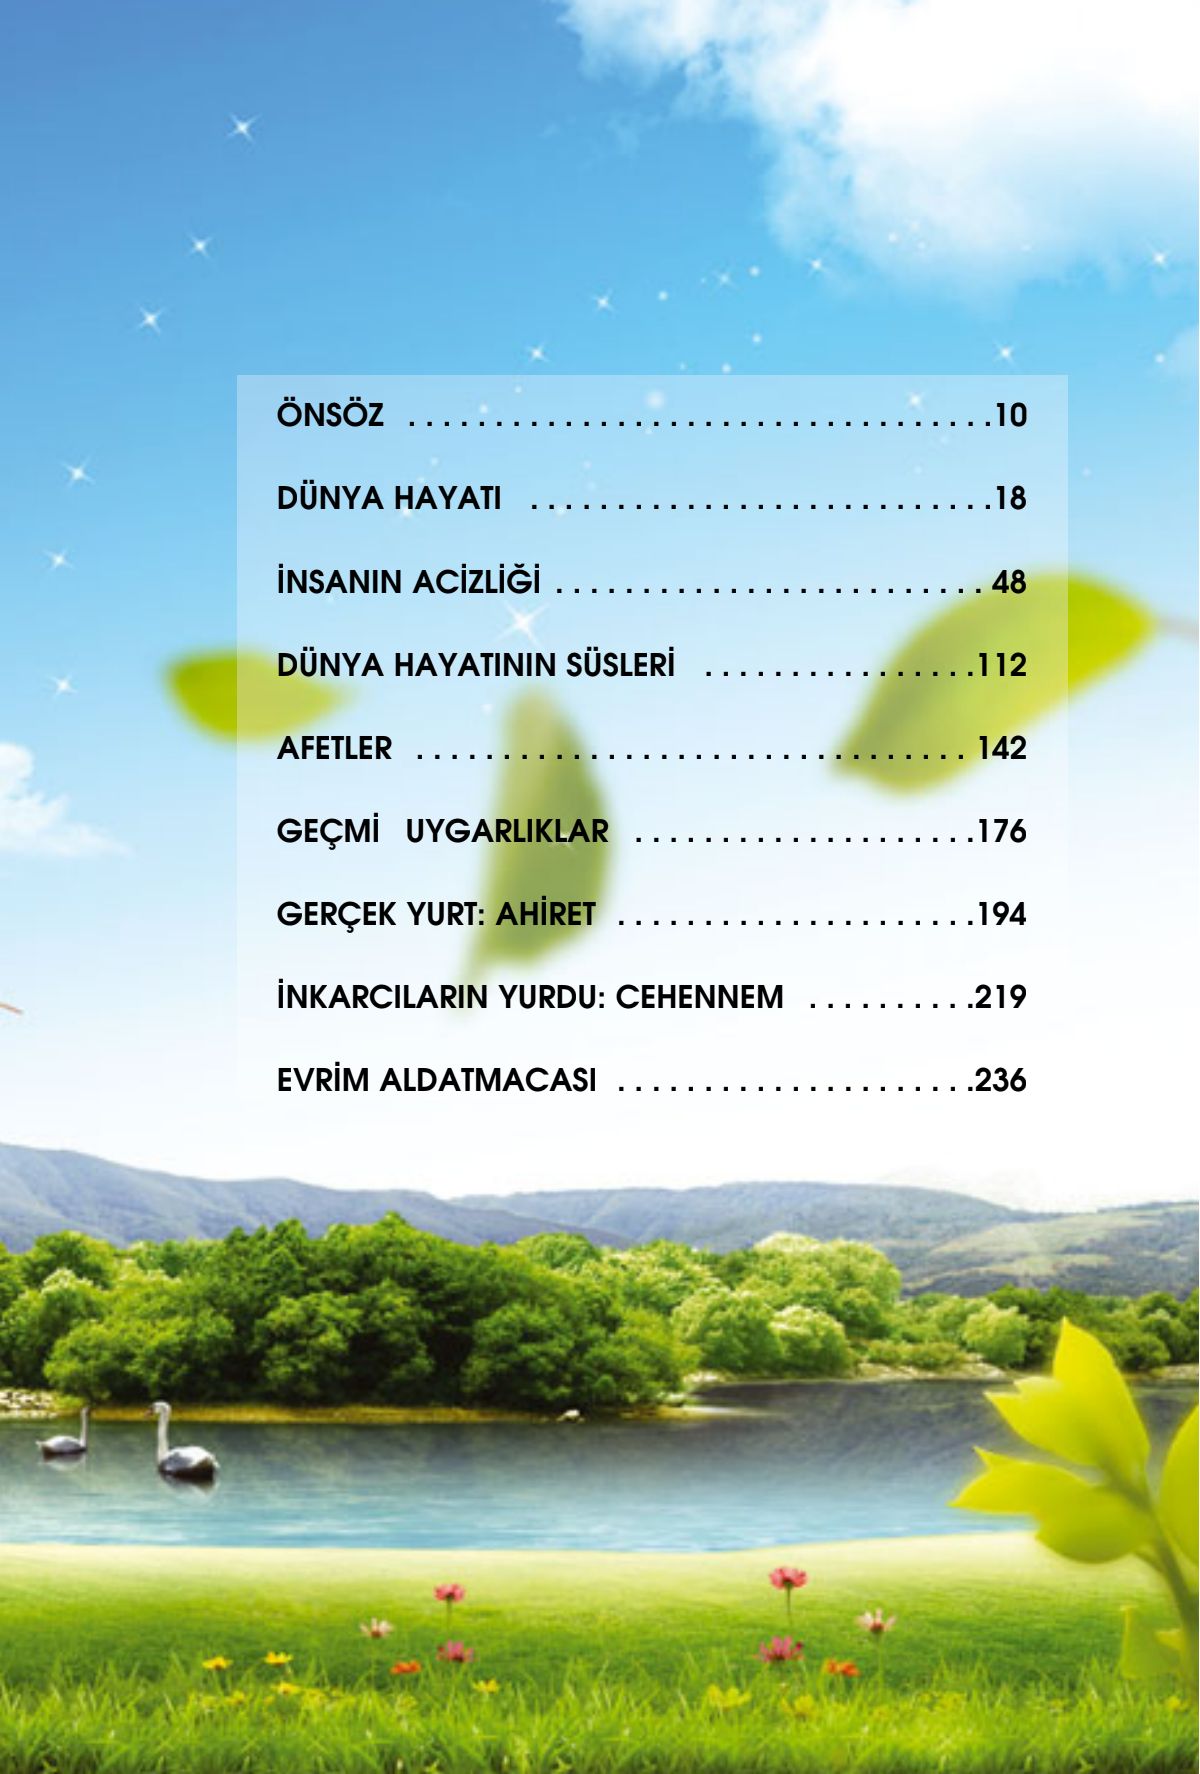 ÖNSÖZ . . . . . . . . . . . . . . . . . . . . . . . . . . . . . . . . . .10
DÜNYA HAYATI . . . . . . . . . . . . . . . . . . . . . . . . . . .18
İNSANIN ACİZLİĞİ . . . . . . . . . . . . . . . . . . . . . . . . . 48
DÜNYA HAYATININ SÜSLERİ . . . . . . . . . . . . . . . .112
AFETLER . . . . . . . . . . . . . . . . . . . . . . . . . . . . . . . . 142
GEÇMİ UYGARLIKLAR . . . . . . . . . . . . . . . . . . . .176
GERÇEK YURT: AHİRET . . . . . . . . . . . . . . . . . . . . .194
İNKARCILARIN YURDU: CEHENNEM . . . . . . . . . .219
EVRİM ALDATMACASI . . . . . . . . . . . . . . . . . . . . .236